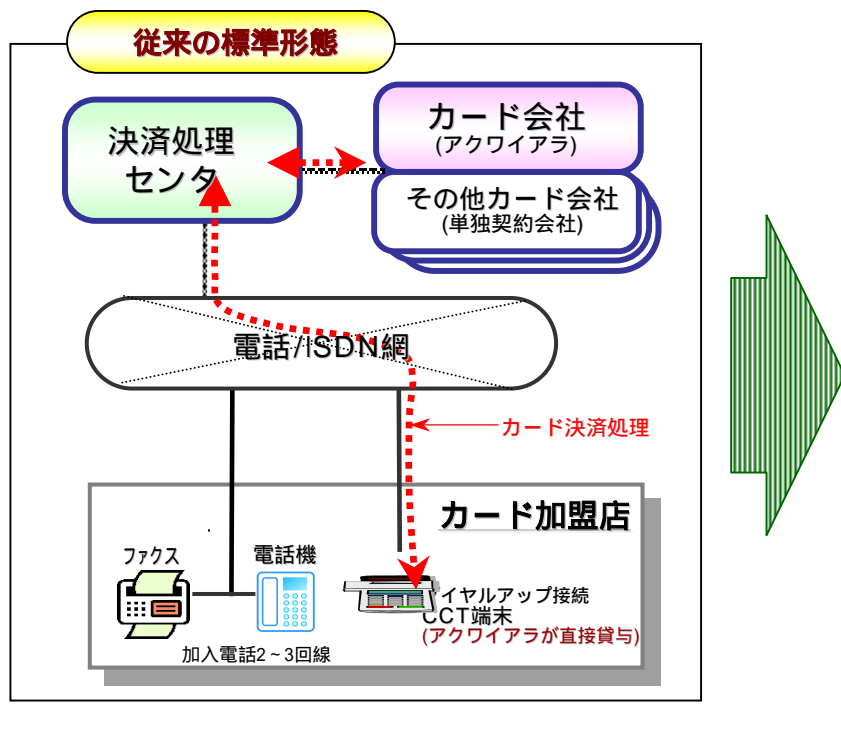 従来の標準形態
決済処理
センタ
カード会社
(アクワイアラ)
その他カード会社
(単独契約会社)
電話/ISDN網
カード決済処理
カード加盟店
ファクス
電話機
イヤルアップ接続
CCT端末
(アクワイアラが直接貸与)
加入電話2~3回線